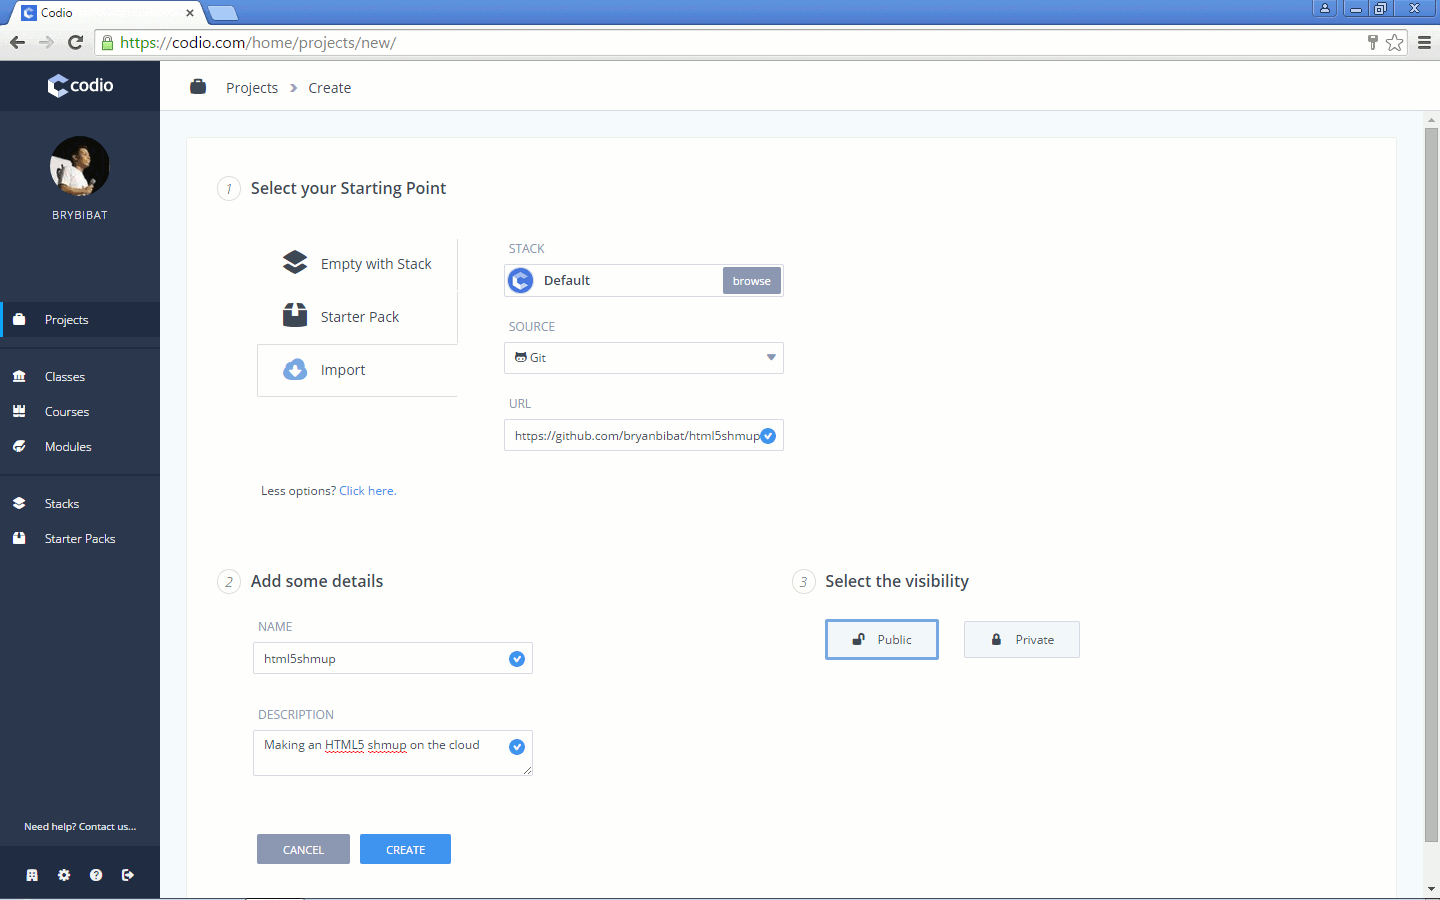 Codio
https://codio.com/home/projects/new/
codio
Projects > Create
BRYBIBAT
Projects
Classes
Courses
Modules
Stacks
Starter Packs
Need help? Contact us...
1 Select your Starting Point
Empty with Stack
Starter Pack
Import
STACK
Default browse
SOURCE
Git
URL
https://github.com/bryanbibat/html5shmup
Less options? Click here.
2 Add some details
NAME
html5shmup
DESCRIPTION
Making an HTML5 shmup on the cloud
CANCEL CREATE
3 Select the visibility
Public Private